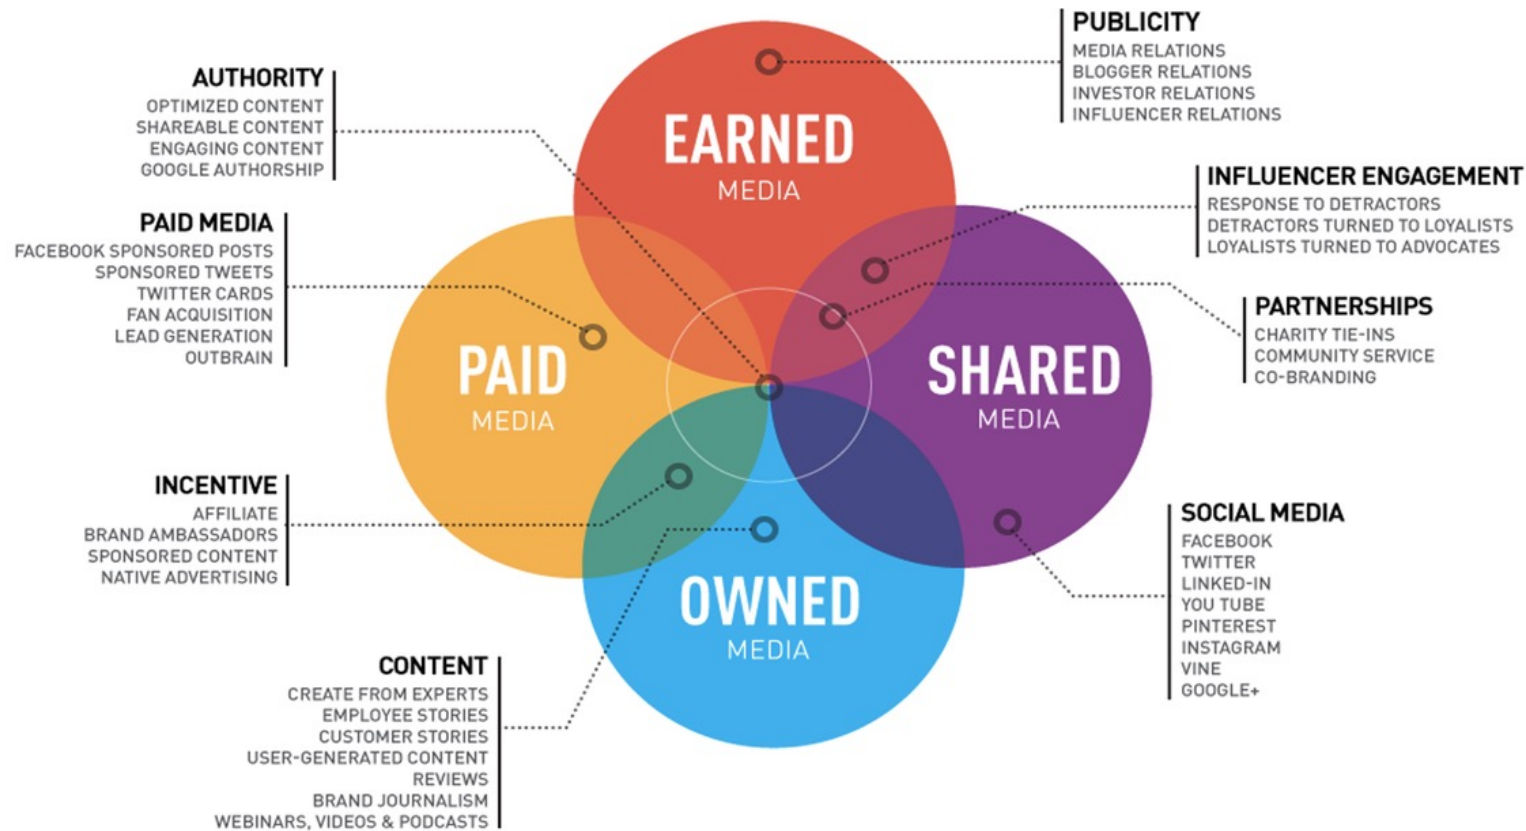 PUBLICITY
MEDIA RELATIONS
BLOGGER RELATIONS
INVESTOR RELATIONS
INFLUENCER RELATIONS
AUTHORITY
OPTIMIZED CONTENT
SHAREABLE CONTENT
ENGAGING CONTENT
GOOGLE AUTHORSHIP
EARNED
MEDIA
INFLUENCER ENGAGEMENT
RESPONSE TO DETRACTORS
DETRACTORS TURNED TO LOYALISTS
LOYALISTS TURNED TO ADVOCATES
PAID MEDIA
FACEBOOK SPONSORED POSTS
SPONSORED TWEETS
TWITTER CARDS
FAN ACQUISITION
LEAD GENERATION
OUTBRAIN
PARTNERSHIPS
CHARITY TIE-INS
COMMUNITY SERVICE
CO-BRANDING
PAID
MEDIA
SHARED
MEDIA
INCENTIVE
AFFILIATE
BRAND AMBASSADORS
SPONSORED CONTENT
NATIVE ADVERTISING
SOCIAL MEDIA
FACEBOOK
TWITTER
LINKED-IN
YOU TUBE
PINTEREST
INSTAGRAM
VINE
GOOGLE+
OWNED
MEDIA
CONTENT
CREATE FROM EXPERTS
EMPLOYEE STORIES
CUSTOMER STORIES
USER-GENERATED CONTENT
REVIEWS
BRAND JOURNALISM
WEBINARS, VIDEOS & PODCASTS